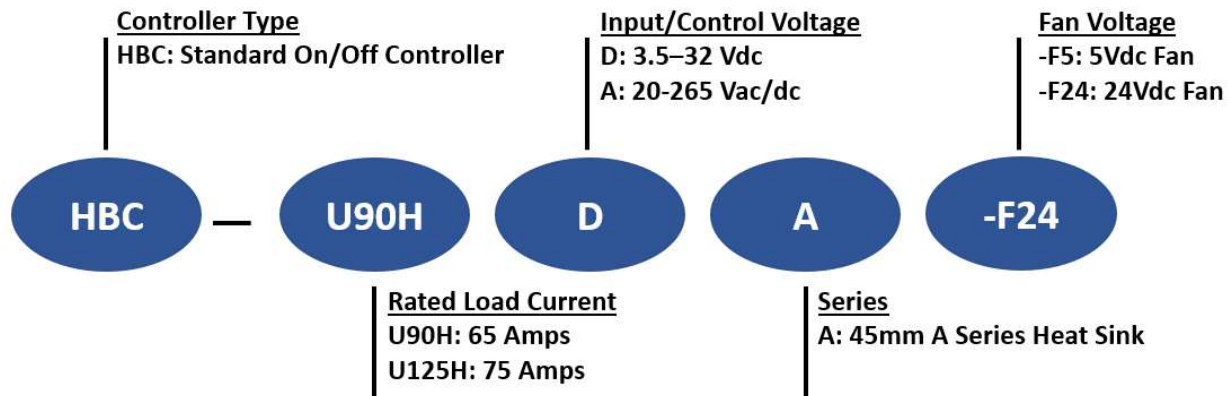 Controller Type
HBC: Standard On/Off Controller
Input/Control Voltage
D: 3.5–32 Vdc
A: 20-265 Vac/dc
Fan Voltage
-F5: 5Vdc Fan
-F24: 24Vdc Fan
HBC — U90H D A -F24
Rated Load Current
U90H: 65 Amps
U125H: 75 Amps
Series
A: 45mm A Series Heat Sink